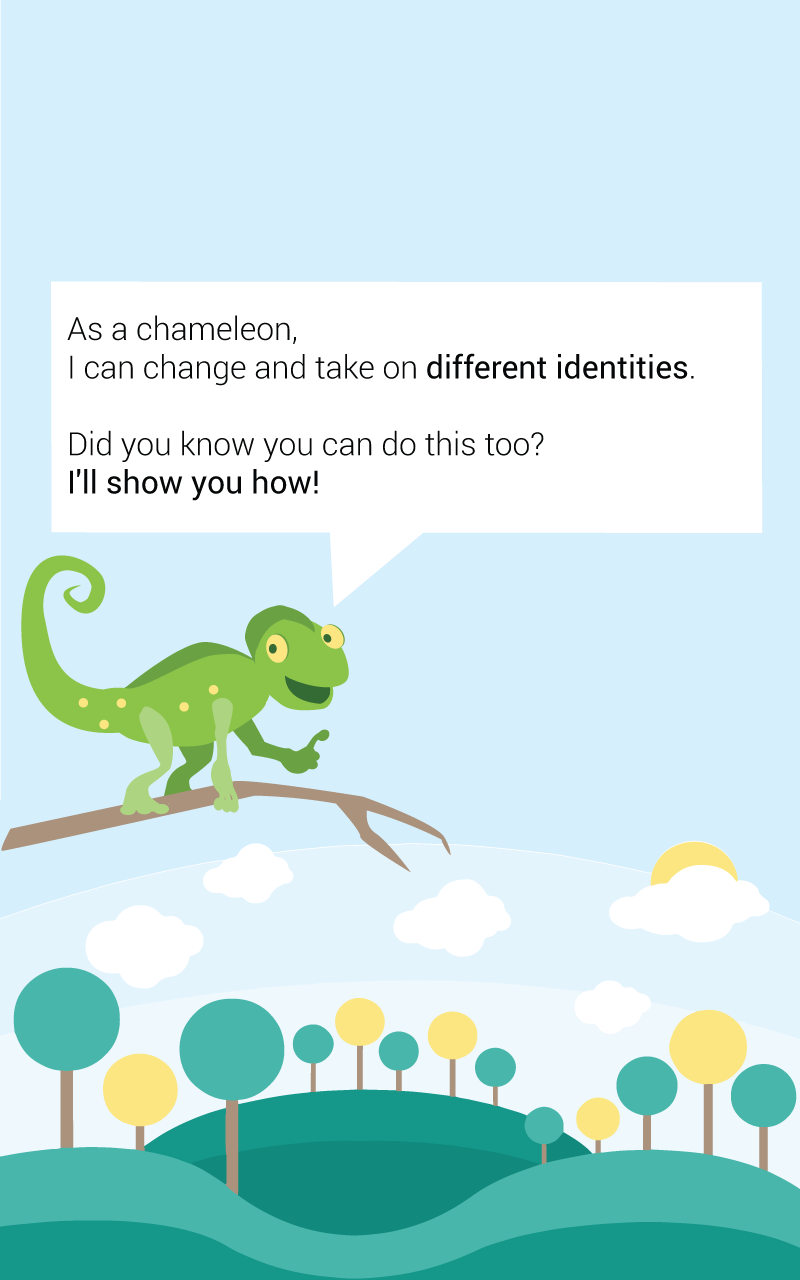 As a chameleon,
I can change and take on different identities.
Did you know you can do this too?
I'll show you how!